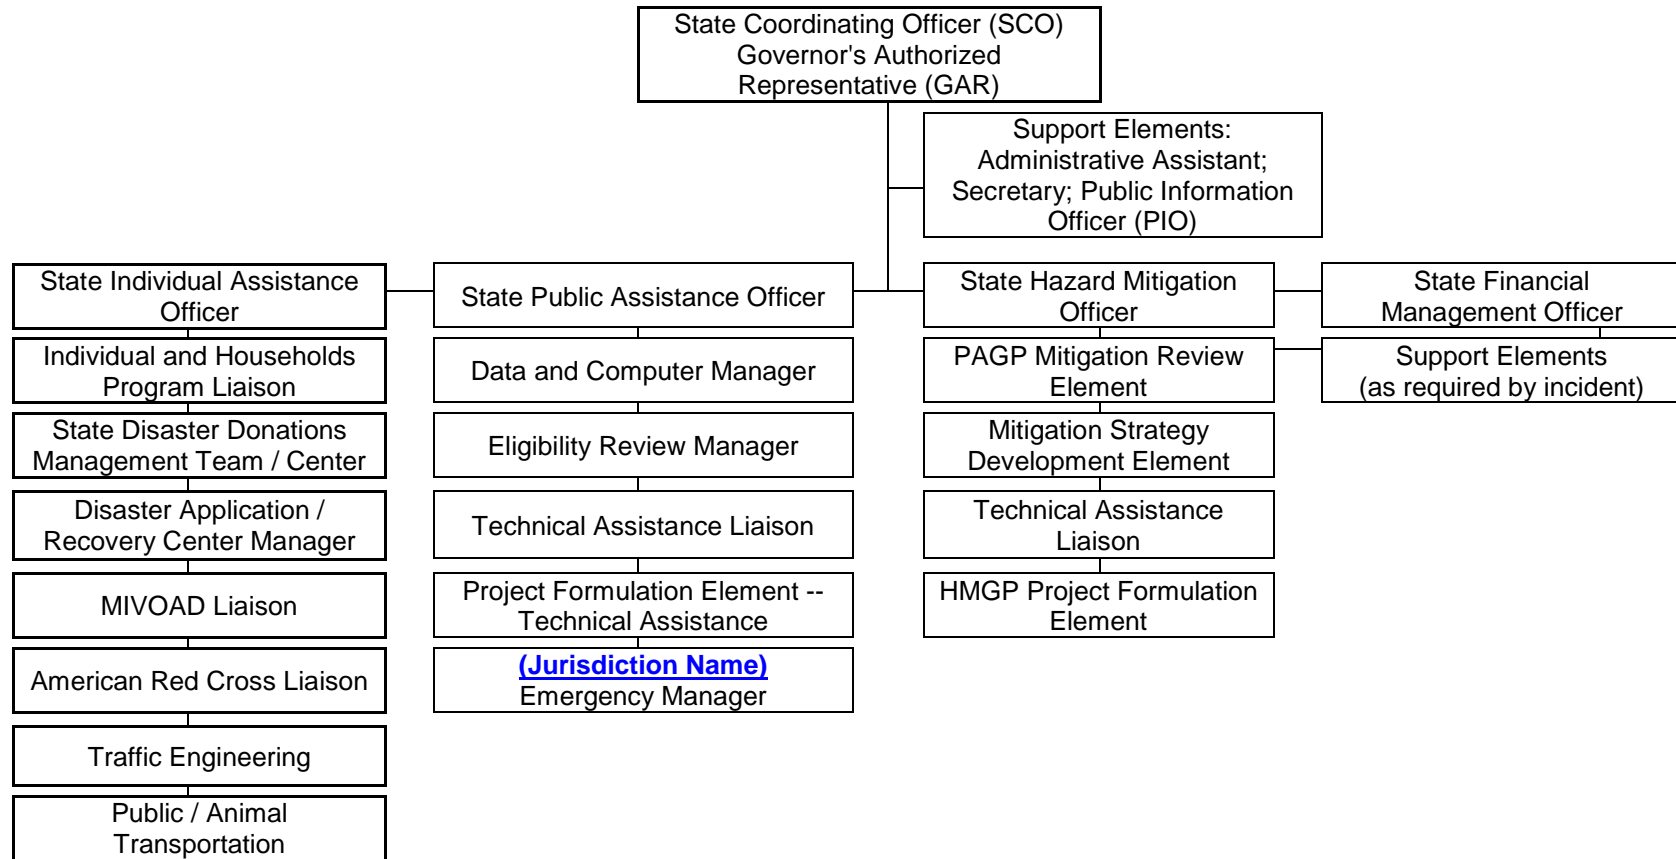 State Coordinating Officer (SCO)
Governor's Authorized
Representative (GAR)
Support Elements:
Administrative Assistant;
Secretary; Public Information
Officer (PIO)
State Individual Assistance
Officer
Individual and Households
Program Liaison
State Disaster Donations
Management Team / Center
Disaster Application /
Recovery Center Manager
MIVOAD Liaison
American Red Cross Liaison
Traffic Engineering
Public / Animal
Transportation
State Public Assistance Officer
Data and Computer Manager
Eligibility Review Manager
Technical Assistance Liaison
Project Formulation Element --
Technical Assistance
(Jurisdiction Name)
Emergency Manager
State Hazard Mitigation
Officer
PAGP Mitigation Review
Element
Mitigation Strategy
Development Element
Technical Assistance
Liaison
HMGP Project Formulation
Element
State Financial
Management Officer
Support Elements
(as required by incident)